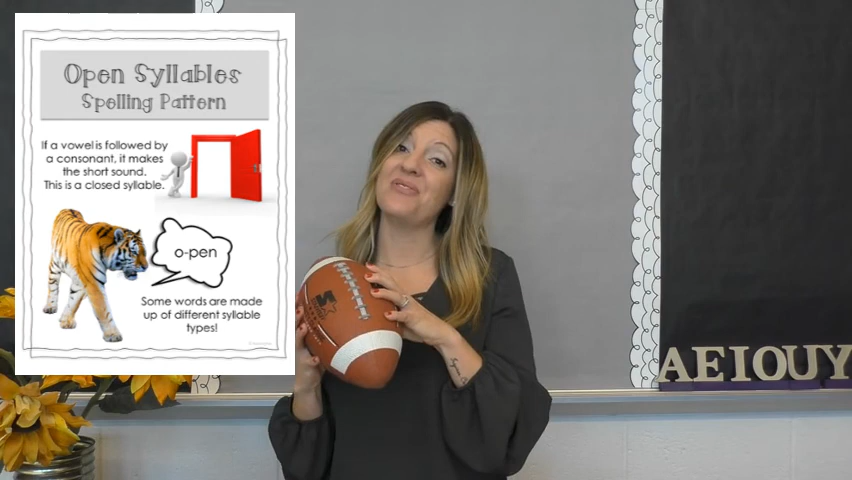 Open Syllables
Spelling Pattern
If a vowel is followed by
a consonant, it makes
the short sound.
This is a closed syllable.
o-pen
Some words are made
up of different syllable
types!
AEIOUY